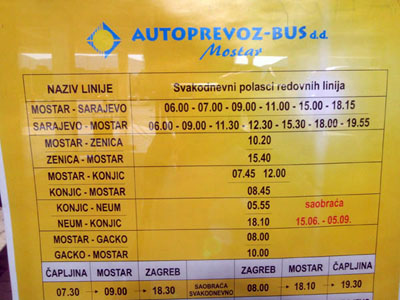 AUTOPREVOZ-BUS d.d.
Mostar
NAZIV LINIJE Svakodnevni polasci redovnih linija
MOSTAR - SARAJEVO 06.00 - 07.00 - 09.00 - 11.00 - 15.00 - 18.15
SARAJEVO - MOSTAR 06.00 - 09.00 - 11.30 - 12.30 - 15.30 - 18.00 - 19.55
MOSTAR - ZENICA 10.20
ZENICA - MOSTAR 15.40
MOSTAR - KONJIC 07.45 12.00
KONJIC - MOSTAR 08.45
KONJIC - NEUM 05.55 saobraća
NEUM - KONJIC 18.10 15.06. - 05.09.
MOSTAR - GACKO 08.00
GACKO - MOSTAR 10.00
ČAPLJINA MOSTAR ZAGREB ZAGREB MOSTAR ČAPLJINA
07.30 09.00 18.30 SAOBRAĆA SVAKODNEVNO 08.00 18.10 19.30